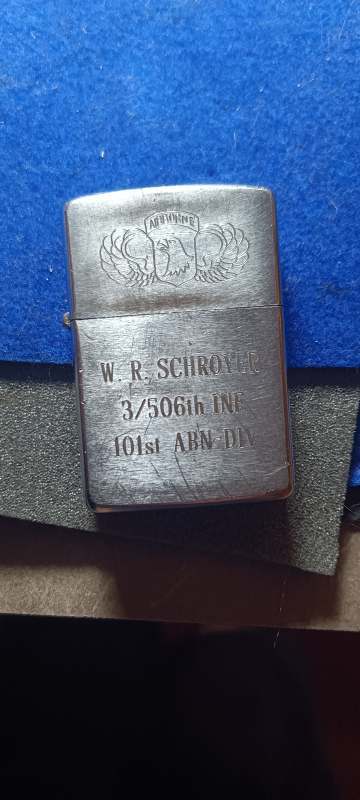 AIRBORNE
W. R. SCHROYER
3/506th INF
101st ABN DIV